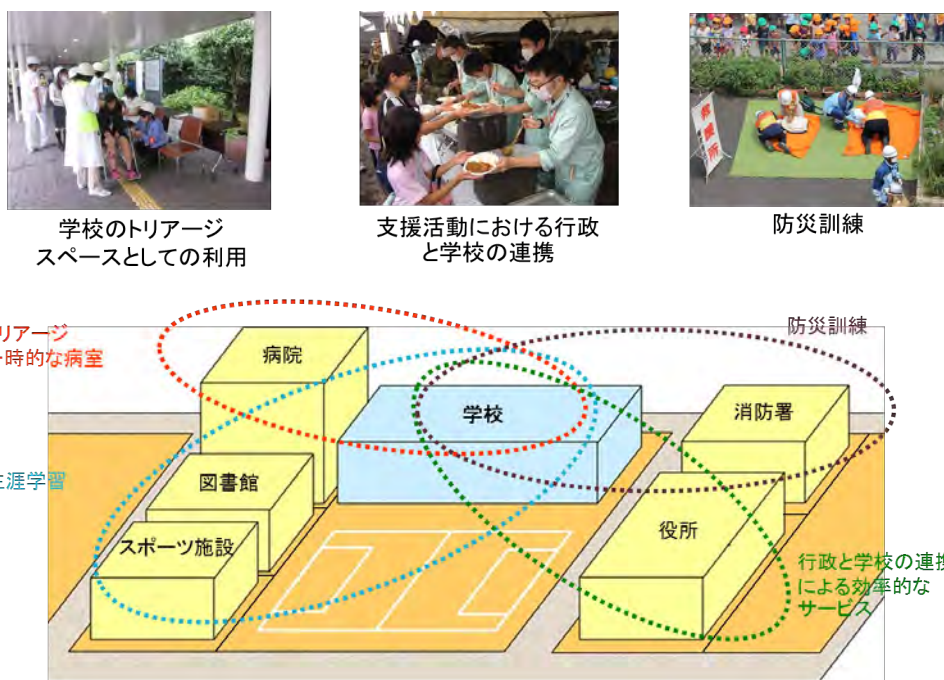 救護所
学校のトリアージ
スペースとしての利用
支援活動における行政
と学校の連携
防災訓練
リアージ
時的な病室
防災訓練
病院
学校
消防署
図書館
生涯学習
スポーツ施設
役所
行政と学校の連携
による効率的な
サービス